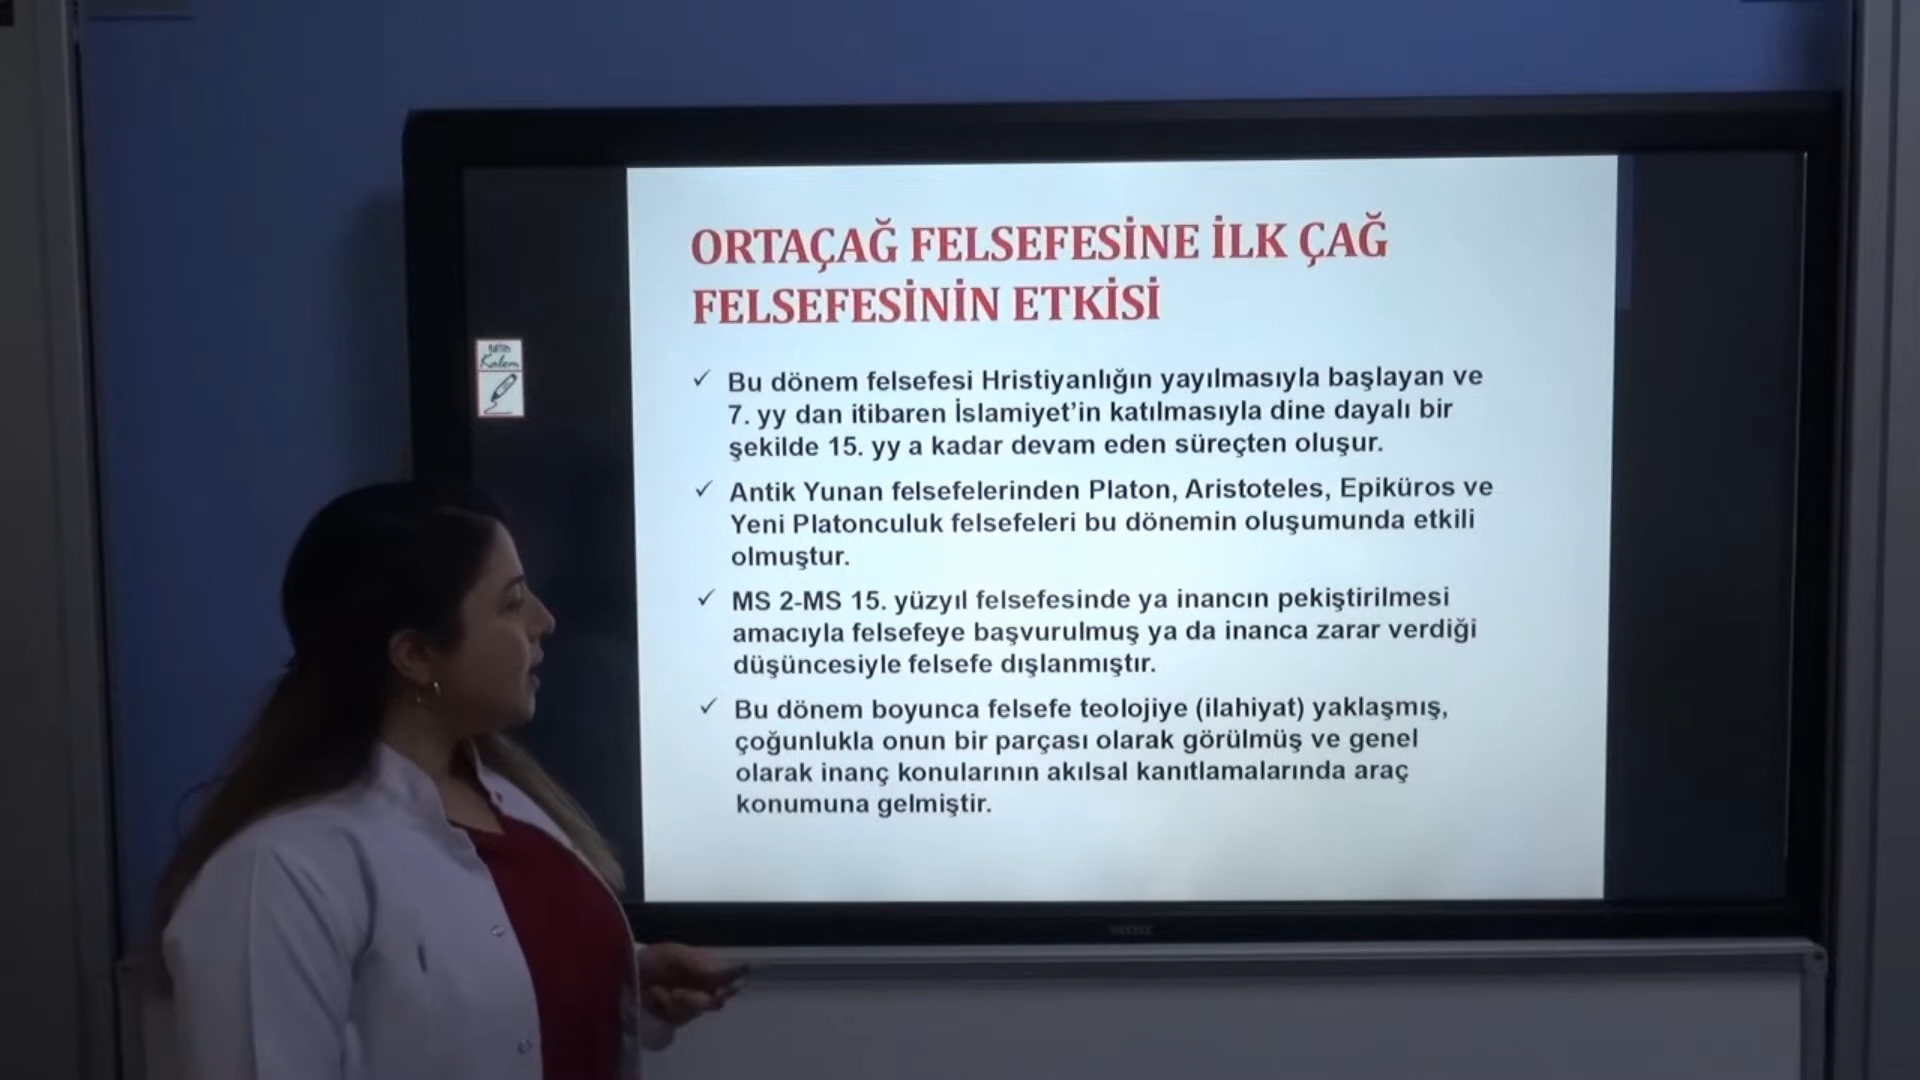 ORTAÇAĞ FELSEFESİNE İLK ÇAĞ
FELSEFESİNİN ETKİSİ
✓ Bu dönem felsefesi Hristiyanlığın yayılmasıyla başlayan ve
7. yy dan itibaren İslamiyet’in katılmasıyla dine dayalı bir
şekilde 15. yy a kadar devam eden süreçten oluşur.
✓ Antik Yunan felsefelerinden Platon, Aristoteles, Epiküros ve
Yeni Platonculuk felsefeleri bu dönemin oluşumunda etkili
olmuştur.
✓ MS 2-MS 15. yüzyıl felsefesinde ya inancın pekiştirilmesi
amacıyla felsefeye başvurulmuş ya da inanca zarar verdiği
düşüncesiyle felsefe dışlanmıştır.
✓ Bu dönem boyunca felsefe teolojiye (ilahiyat) yaklaşmış,
çoğunlukla onun bir parçası olarak görülmüş ve genel
olarak inanç konularının akılsal kanıtlamalarında araç
konumuna gelmiştir.
Kalem